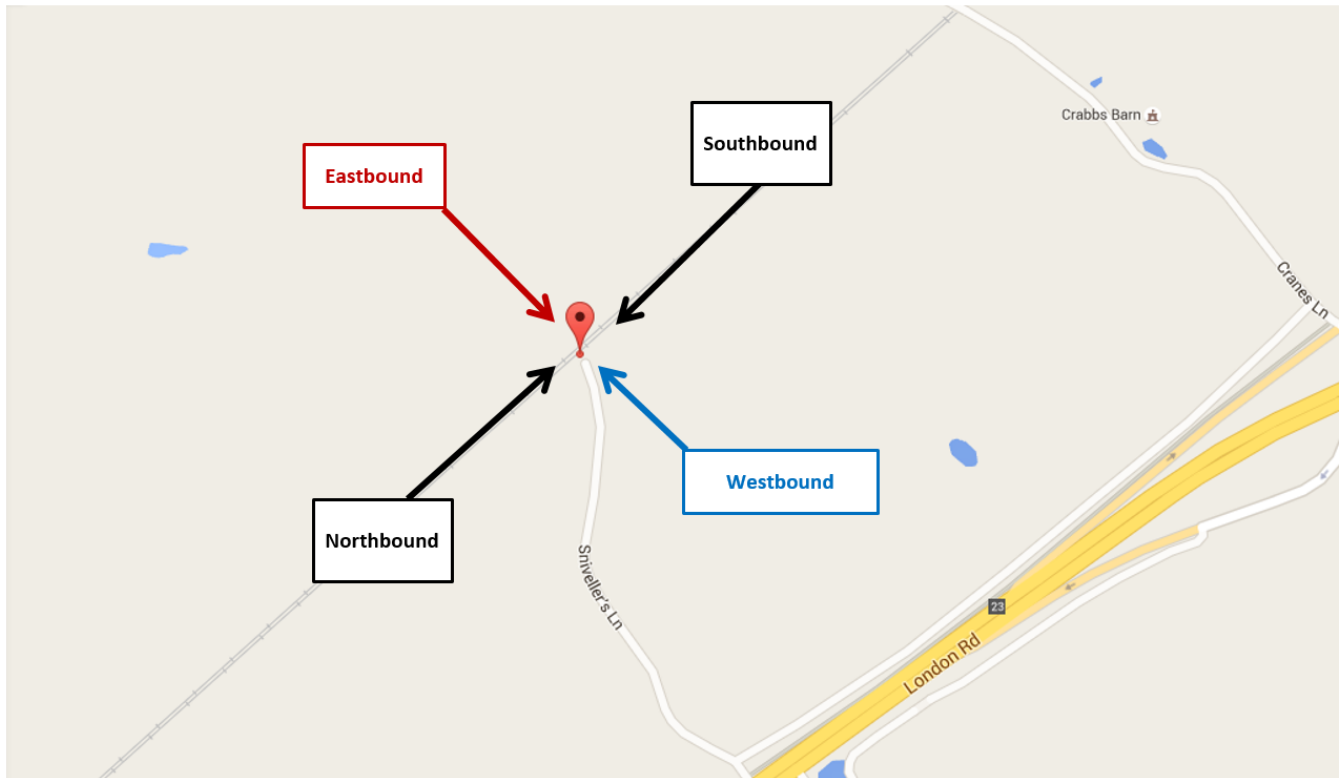 Southbound
Crabbs Barn
Eastbound
Cranes Ln
Westbound
Northbound
Sniveller's Ln
23
London Rd